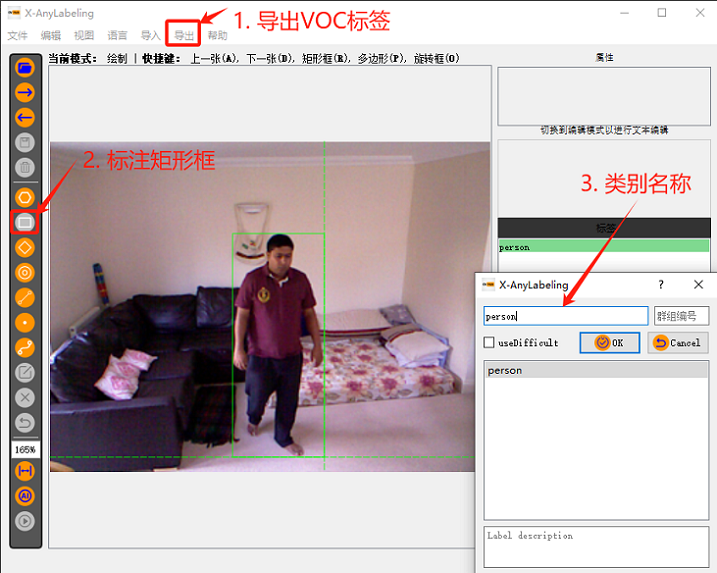 X-AnyLabeling
1. 导出VOC标签
文件 编辑 视图 语言 导入 导出 帮助
当前模式: 绘制 | 快捷键: 上一张(A), 下一张(D), 矩形框(R), 多边形(P), 旋转框(O)
属性
切换到编辑模式以进行文本编辑
2. 标注矩形框
3. 类别名称
标签
person
X-AnyLabeling
person
群组编号
useDifficult
OK
Cancel
person
165%
AI
Label description